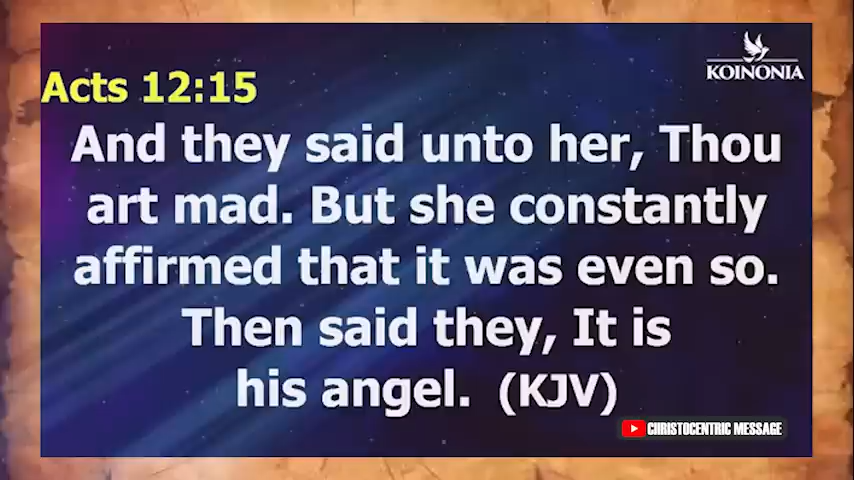 KOINONIA
Acts 12:15
And they said unto her, Thou
art mad. But she constantly
affirmed that it was even so.
Then said they, It is
his angel. (KJV)
CHRISTOCENTRIC MESSAGE